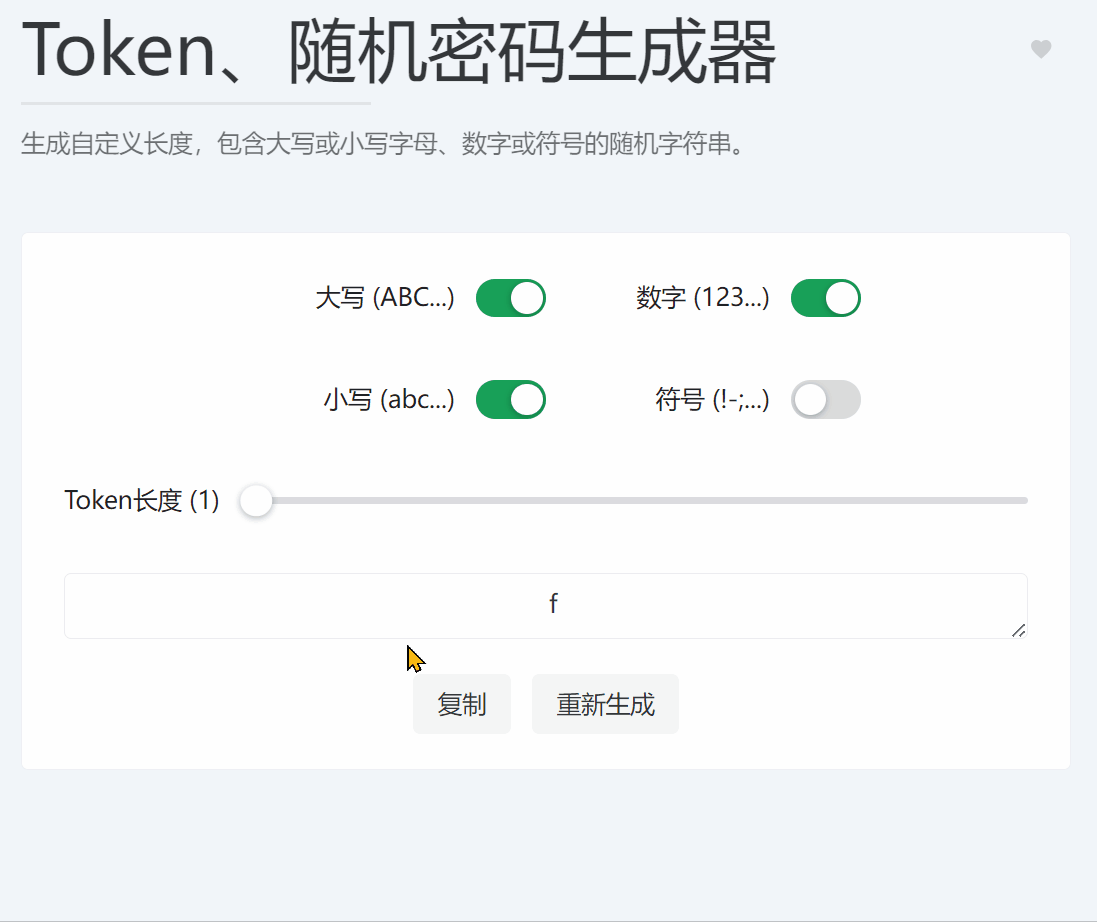 Token、随机密码生成器
生成自定义长度，包含大写或小写字母、数字或符号的随机字符串。
大写 (ABC...) 数字 (123...)
小写 (abc...) 符号 (!-;...)
Token长度 (1)
f
复制 重新生成